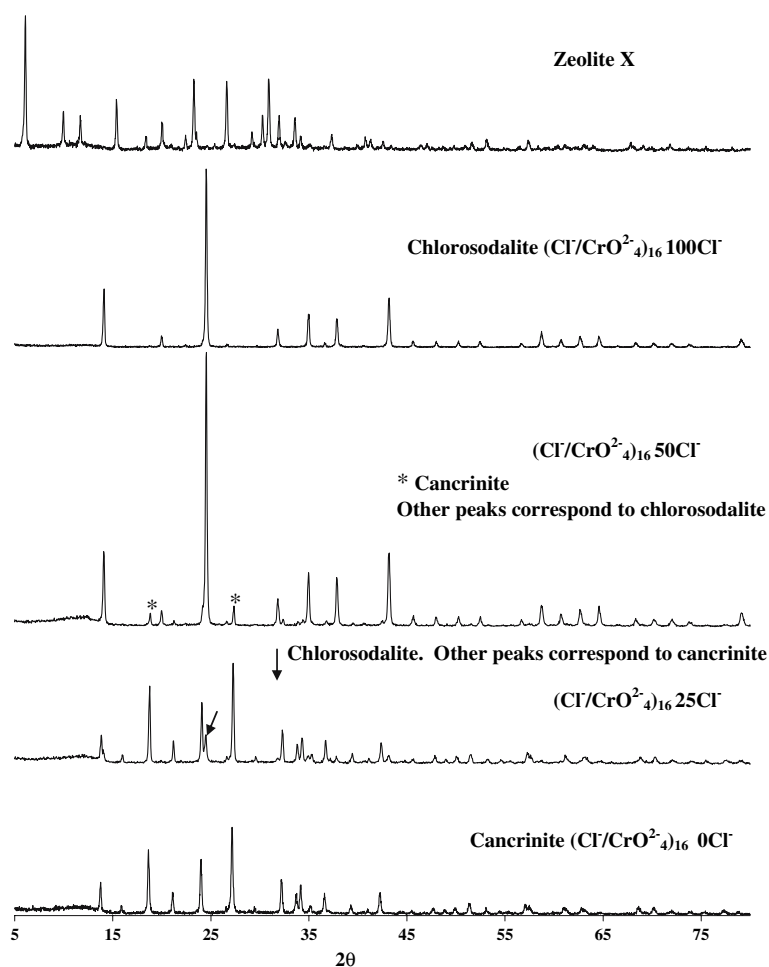 Zeolite X
Chlorosodalite (Cl⁻/CrO²⁻₄)₁₆ 100Cl⁻
(Cl⁻/CrO²⁻₄)₁₆ 50Cl⁻
* Cancrinite
Other peaks correspond to chlorosodalite
* *
Chlorosodalite. Other peaks correspond to cancrinite
(Cl⁻/CrO²⁻₄)₁₆ 25Cl⁻
Cancrinite (Cl⁻/CrO²⁻₄)₁₆ 0Cl⁻
5 15 25 35 45 55 65 75
2θ